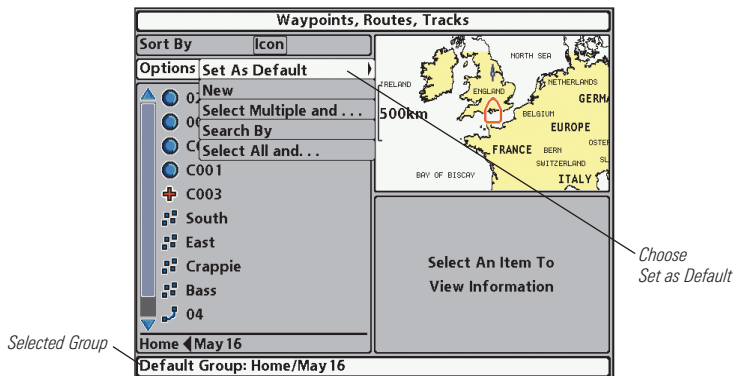 Waypoints, Routes, Tracks
Sort By Icon
Options
Set As Default
New
Select Multiple and . . .
Search By
Select All and. . .
C001
C003
South
East
Crappie
Bass
04
Home May 16
Default Group: Home/May 16
NORTH SEA
IRELAND
ENGLAND
NETHERLANDS
GERM
500km
BELGIUM
EUROPE
FRANCE
BERN
OSTER
SWITZERLAND
SL
BAY OF BISCAY
ITALY
Select An Item To
View Information
Choose
Set as Default
Selected Group